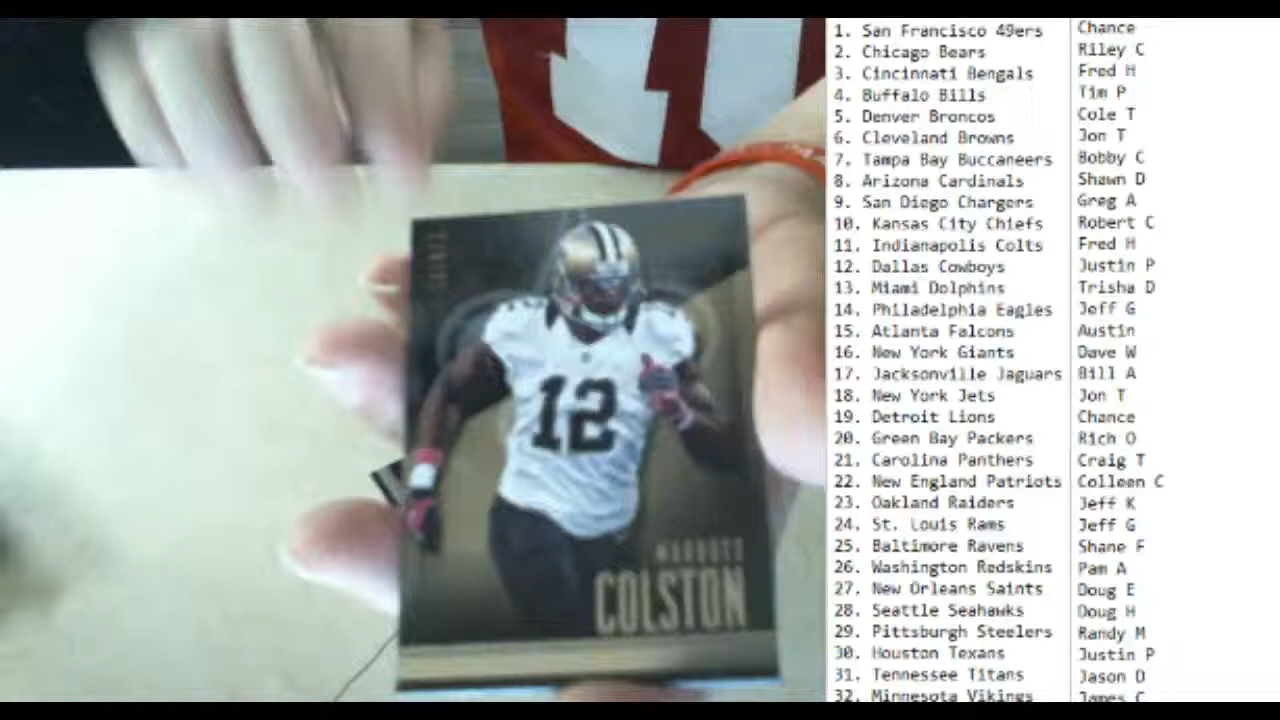 12
MARQUES
COLSTON
1. San Francisco 49ers Chance
2. Chicago Bears Riley C
3. Cincinnati Bengals Fred H
4. Buffalo Bills Tim P
5. Denver Broncos Cole T
6. Cleveland Browns Jon T
7. Tampa Bay Buccaneers Bobby C
8. Arizona Cardinals Shawn D
9. San Diego Chargers Greg A
10. Kansas City Chiefs Robert C
11. Indianapolis Colts Fred H
12. Dallas Cowboys Justin P
13. Miami Dolphins Trisha D
14. Philadelphia Eagles Jeff G
15. Atlanta Falcons Austin
16. New York Giants Dave W
17. Jacksonville Jaguars Bill A
18. New York Jets Jon T
19. Detroit Lions Chance
20. Green Bay Packers Rich O
21. Carolina Panthers Craig T
22. New England Patriots Colleen C
23. Oakland Raiders Jeff K
24. St. Louis Rams Jeff G
25. Baltimore Ravens Shane F
26. Washington Redskins Pam A
27. New Orleans Saints Doug E
28. Seattle Seahawks Doug H
29. Pittsburgh Steelers Randy M
30. Houston Texans Justin P
31. Tennessee Titans Jason D
32. Minnesota Vikings James C